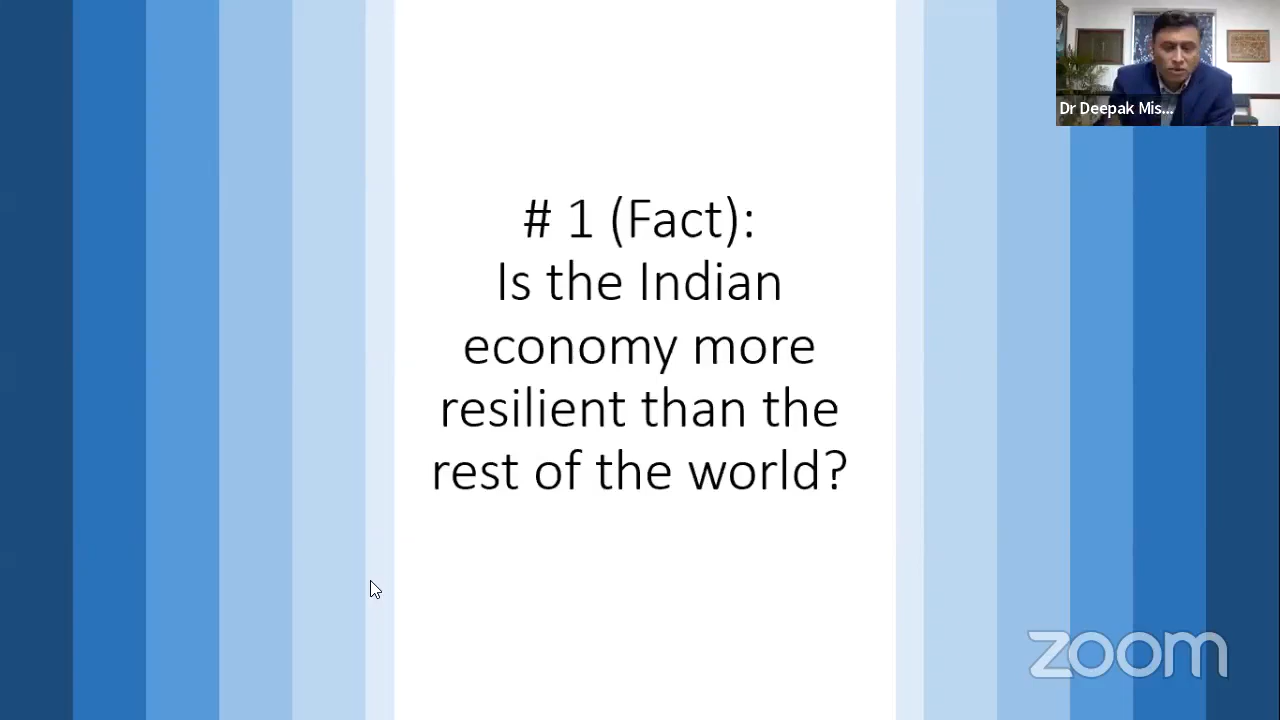 Dr Deepak Mis...
# 1 (Fact):
Is the Indian
economy more
resilient than the
rest of the world?
zoom